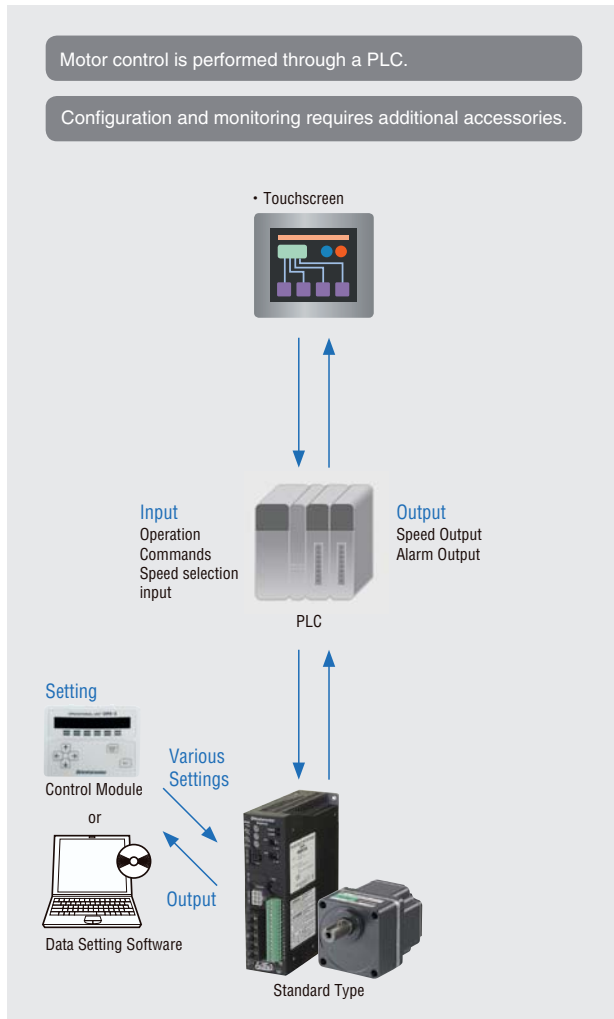 Motor control is performed through a PLC.
Configuration and monitoring requires additional accessories.
・Touchscreen
Input
Operation
Commands
Speed selection
input
Output
Speed Output
Alarm Output
PLC
Setting
Control Module
or
Data Setting Software
Various
Settings
Output
Standard Type